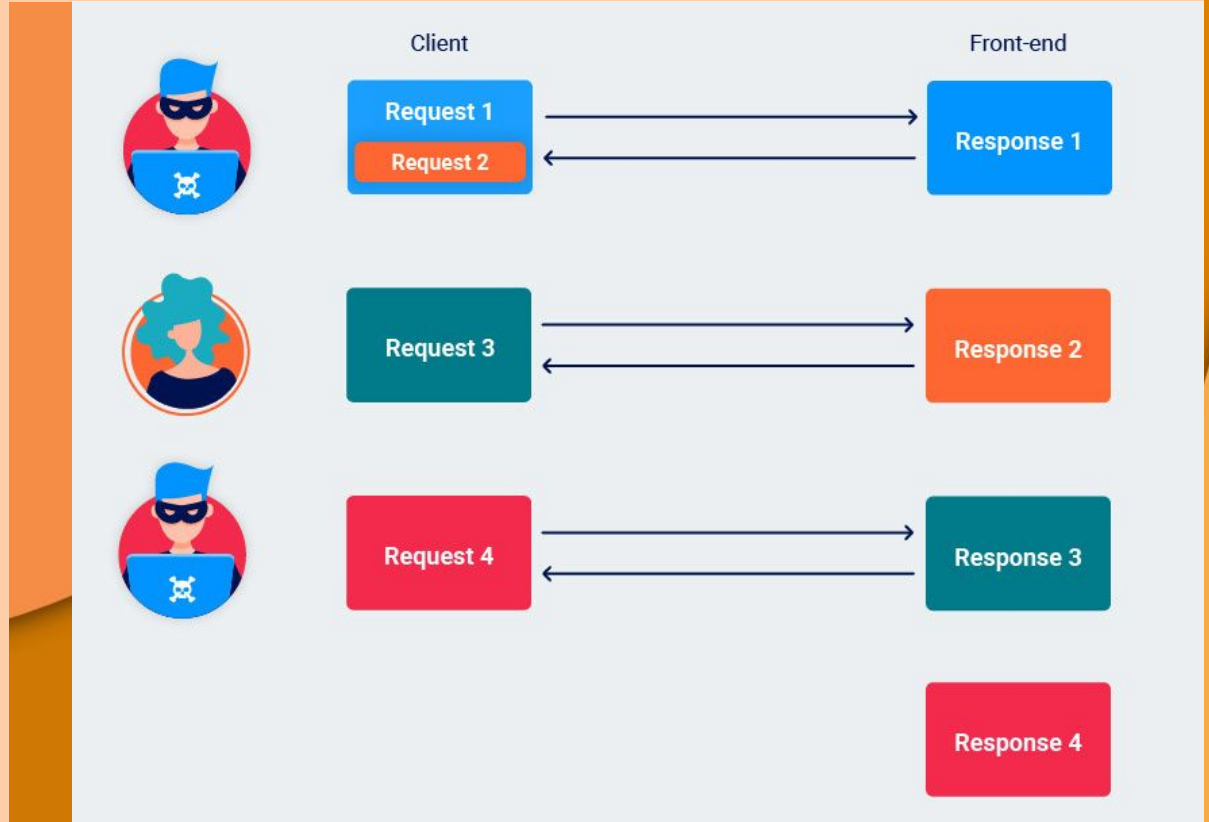 Client
Front-end
Request 1
Request 2
Response 1
Request 3
Response 2
Request 4
Response 3
Response 4